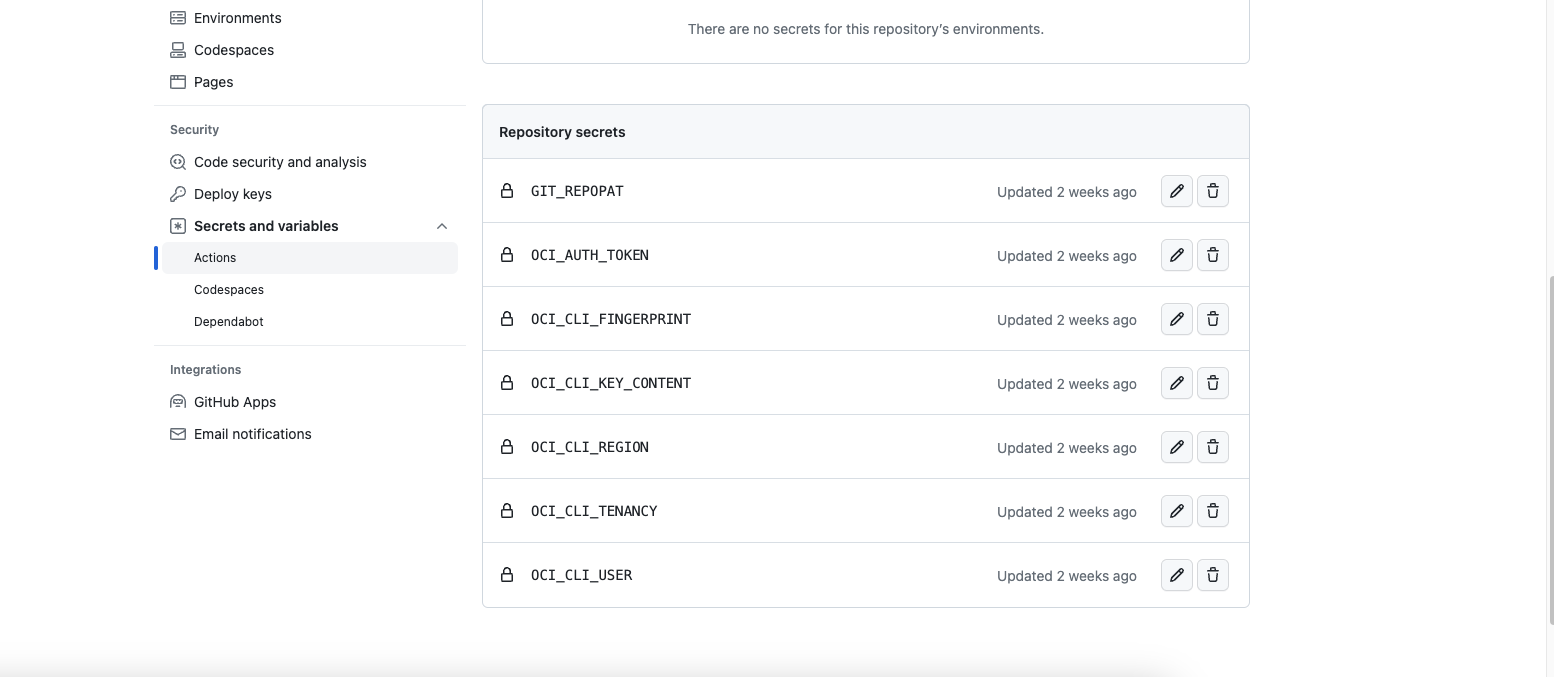 Environments
Codespaces
Pages
Security
Code security and analysis
Deploy keys
Secrets and variables
Actions
Codespaces
Dependabot
Integrations
GitHub Apps
Email notifications
There are no secrets for this repository’s environments.
Repository secrets
GIT_REPOPAT Updated 2 weeks ago
OCI_AUTH_TOKEN Updated 2 weeks ago
OCI_CLI_FINGERPRINT Updated 2 weeks ago
OCI_CLI_KEY_CONTENT Updated 2 weeks ago
OCI_CLI_REGION Updated 2 weeks ago
OCI_CLI_TENANCY Updated 2 weeks ago
OCI_CLI_USER Updated 2 weeks ago